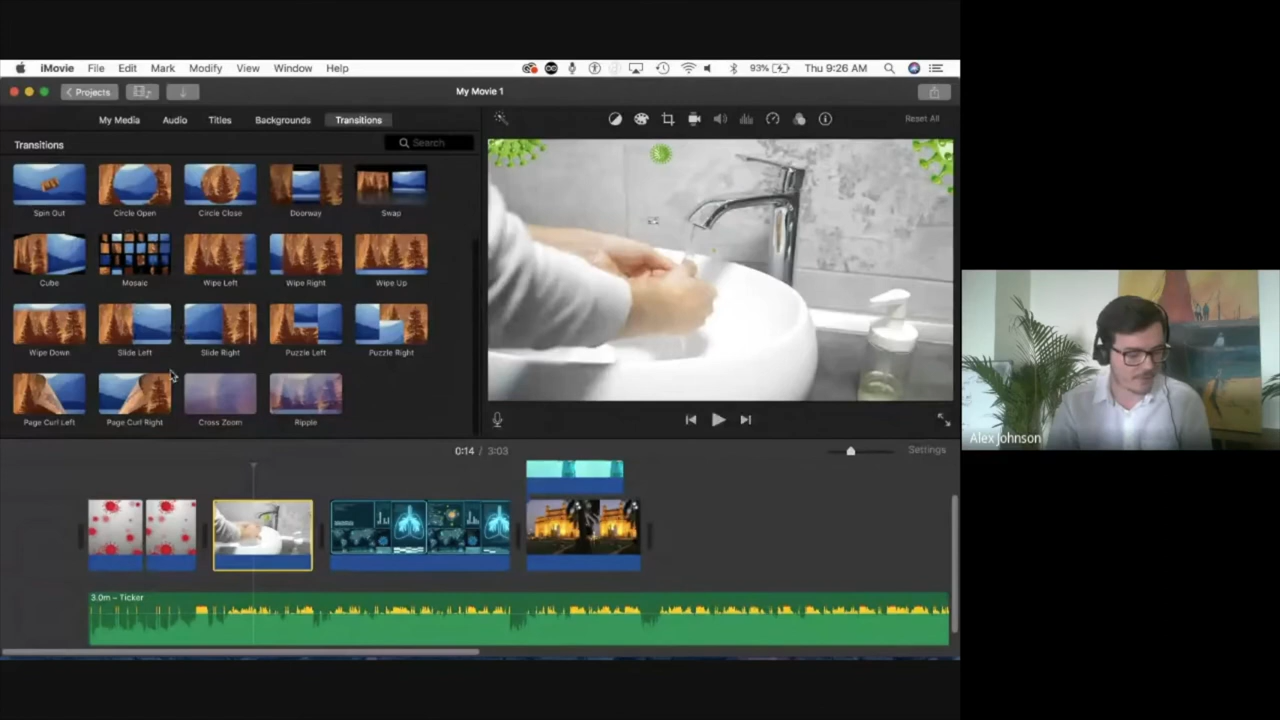 iMovie File Edit Mark Modify View Window Help 93% Thu 9:26 AM
Projects My Movie 1
My Media Audio Titles Backgrounds Transitions Reset All
Transitions Search
Spin Out Circle Open Circle Close Doorway Swap
Cube Mosaic Wipe Left Wipe Right Wipe Up
Wipe Down Slide Left Slide Right Puzzle Left Puzzle Right
Page Curl Left Page Curl Right Cross Zoom Ripple
Alex Johnson
0:14 / 3:03 Settings
3.0m – Ticker